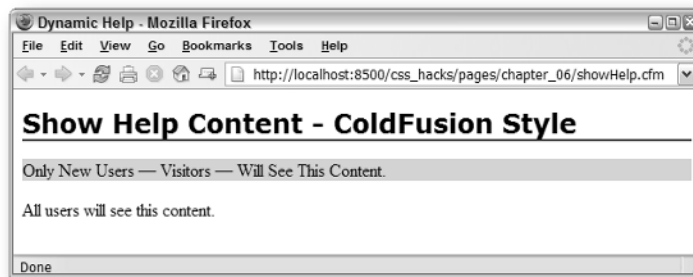 Dynamic Help - Mozilla Firefox
File Edit View Go Bookmarks Tools Help
http://localhost:8500/css_hacks/pages/chapter_06/showHelp.cfm
Show Help Content - ColdFusion Style
Only New Users — Visitors — Will See This Content.
All users will see this content.
Done